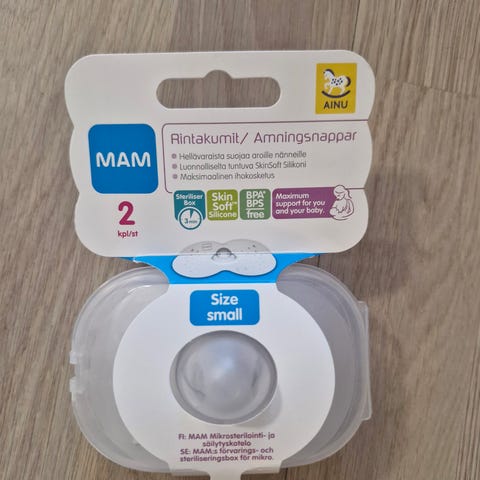 AINU
MAM
Rintakumit/ Amningsnappar
Hellävaraista suojaa aroille nänneille
Luonnolliselta tuntuva SkinSoft Silikoni
Maksimaalinen ihokosketus
2
kpl/st
Steriliser
Box
3 min
Skin
Soft™
Silicone
BPA*
BPS
free
Maximum
support for you
and your baby.
Size
small
FI: MAM Mikrosterilointi- ja
säilytyskotelo
SE: MAM:s förvarings- och
steriliseringsbox för mikro.